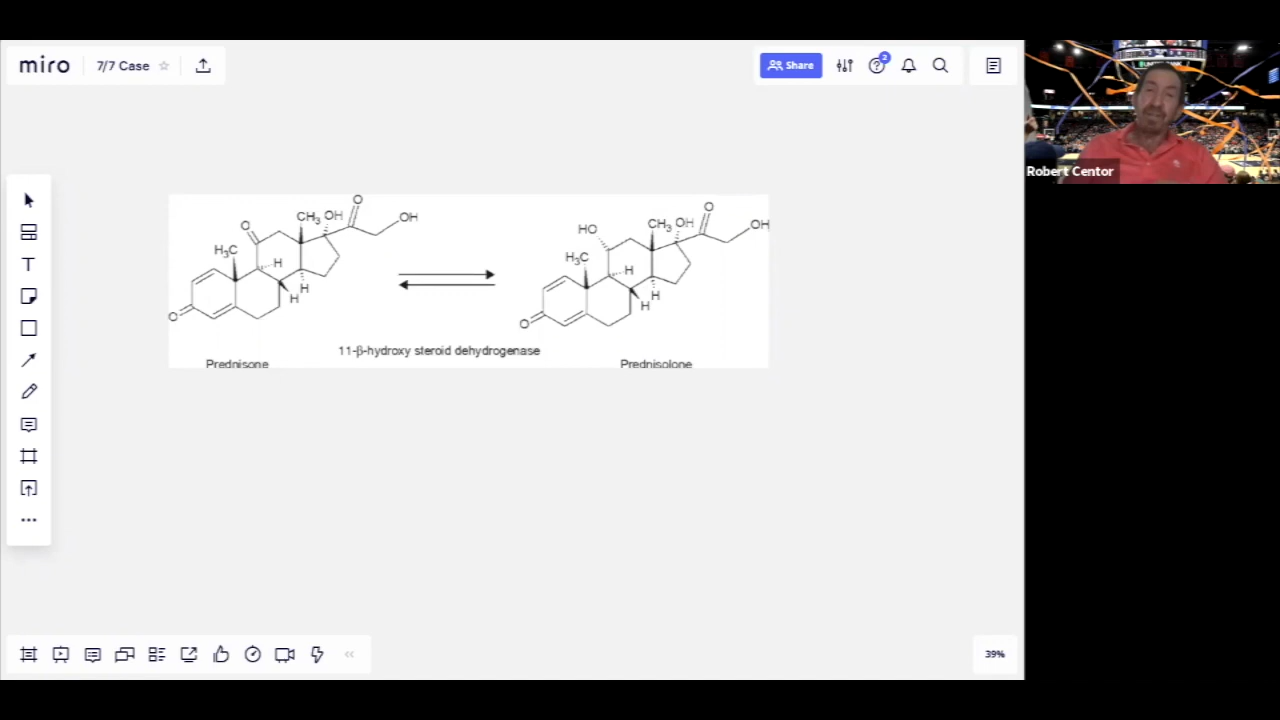 miro
7/7 Case
Share
2
Robert Centor
O
CH3 OH
OH
O
H3C
H
H
H
O
O
CH3 OH
OH
HO
H3C
H
H
H
O
11-β-hydroxy steroid dehydrogenase
Prednisone
Prednisolone
T
39%